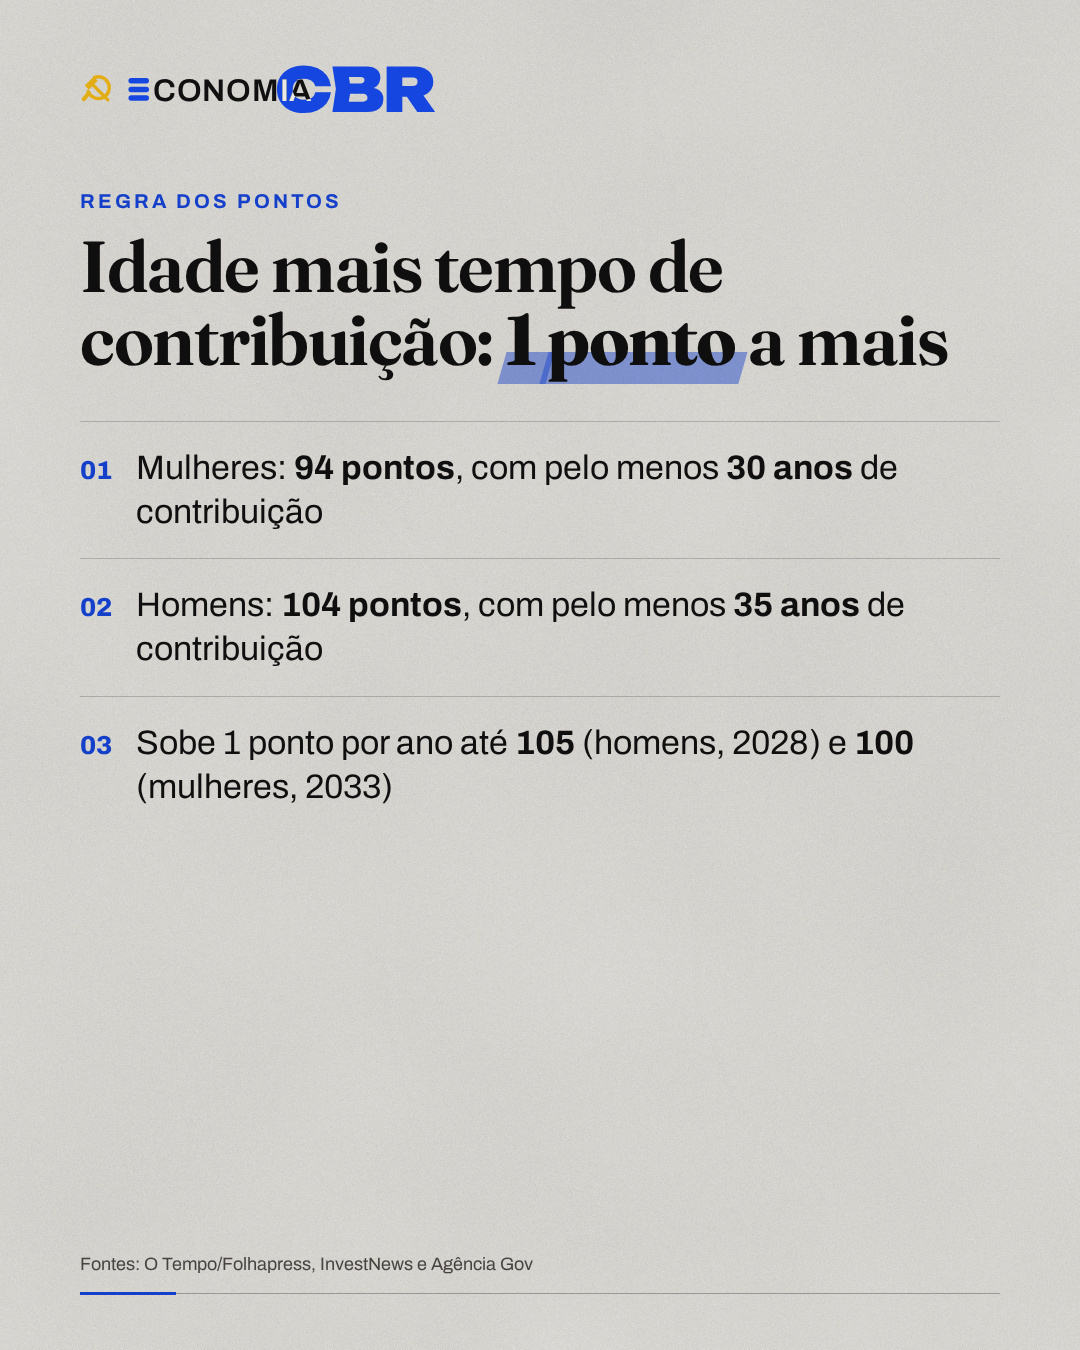 ECONOMIA CBR
REGRA DOS PONTOS
Idade mais tempo de
contribuição: 1 ponto a mais
01 Mulheres: 94 pontos, com pelo menos 30 anos de
contribuição
02 Homens: 104 pontos, com pelo menos 35 anos de
contribuição
03 Sobe 1 ponto por ano até 105 (homens, 2028) e 100
(mulheres, 2033)
Fontes: O Tempo/Folhapress, InvestNews e Agência Gov